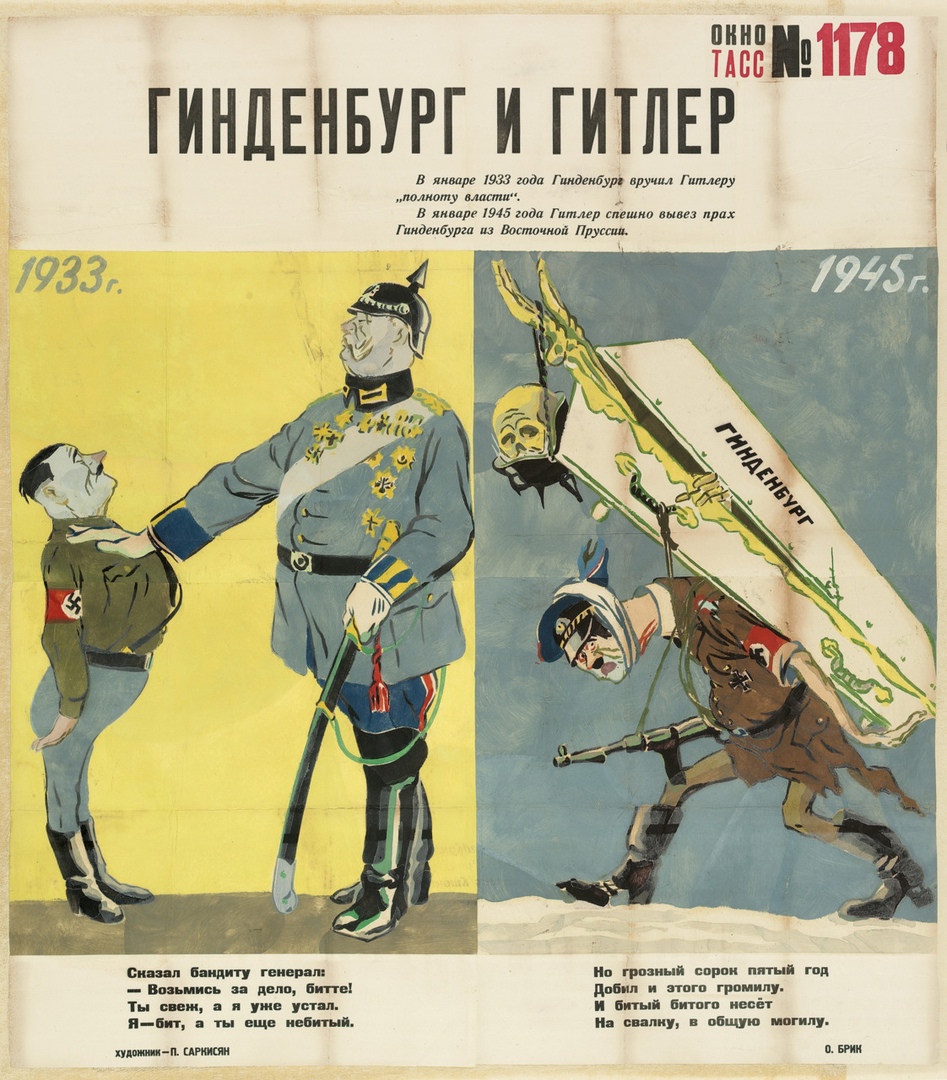 ОКНО
ТАСС № 1178
ГИНДЕНБУРГ И ГИТЛЕР
В январе 1933 года Гинденбург вручил Гитлеру
„полноту власти“.
В январе 1945 года Гитлер спешно вывез прах
Гинденбурга из Восточной Пруссии.
1933г.
1945г.
ГИНДЕНБУРГ
Сказал бандиту генерал:
— Возьмись за дело, битте!
Ты свеж, а я уже устал.
Я—бит, а ты еще небитый.
Но грозный сорок пятый год
Добил и этого громилу.
И битый битого несёт
На свалку, в общую могилу.
художник—П. САРКИСЯН
О. БРИК